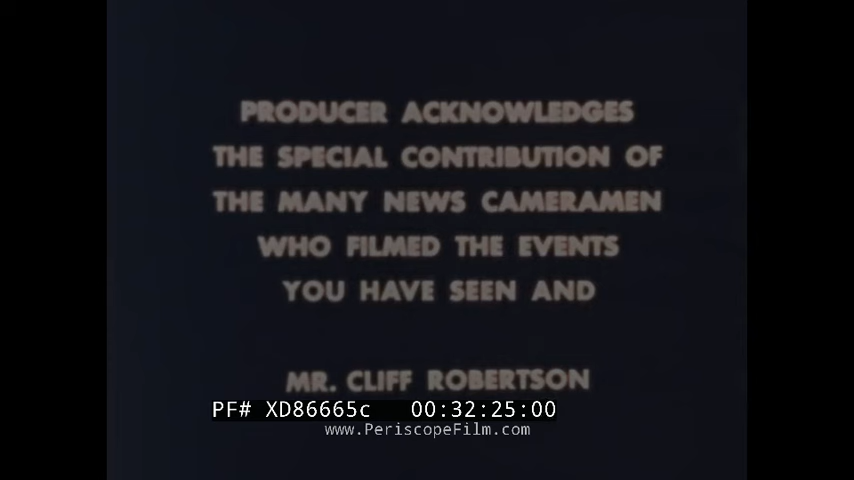 PRODUCER ACKNOWLEDGES
THE SPECIAL CONTRIBUTION OF
THE MANY NEWS CAMERAMEN
WHO FILMED THE EVENTS
YOU HAVE SEEN AND
MR. CLIFF ROBERTSON
PF# XD86665c 00:32:25:00
www.PeriscopeFilm.com